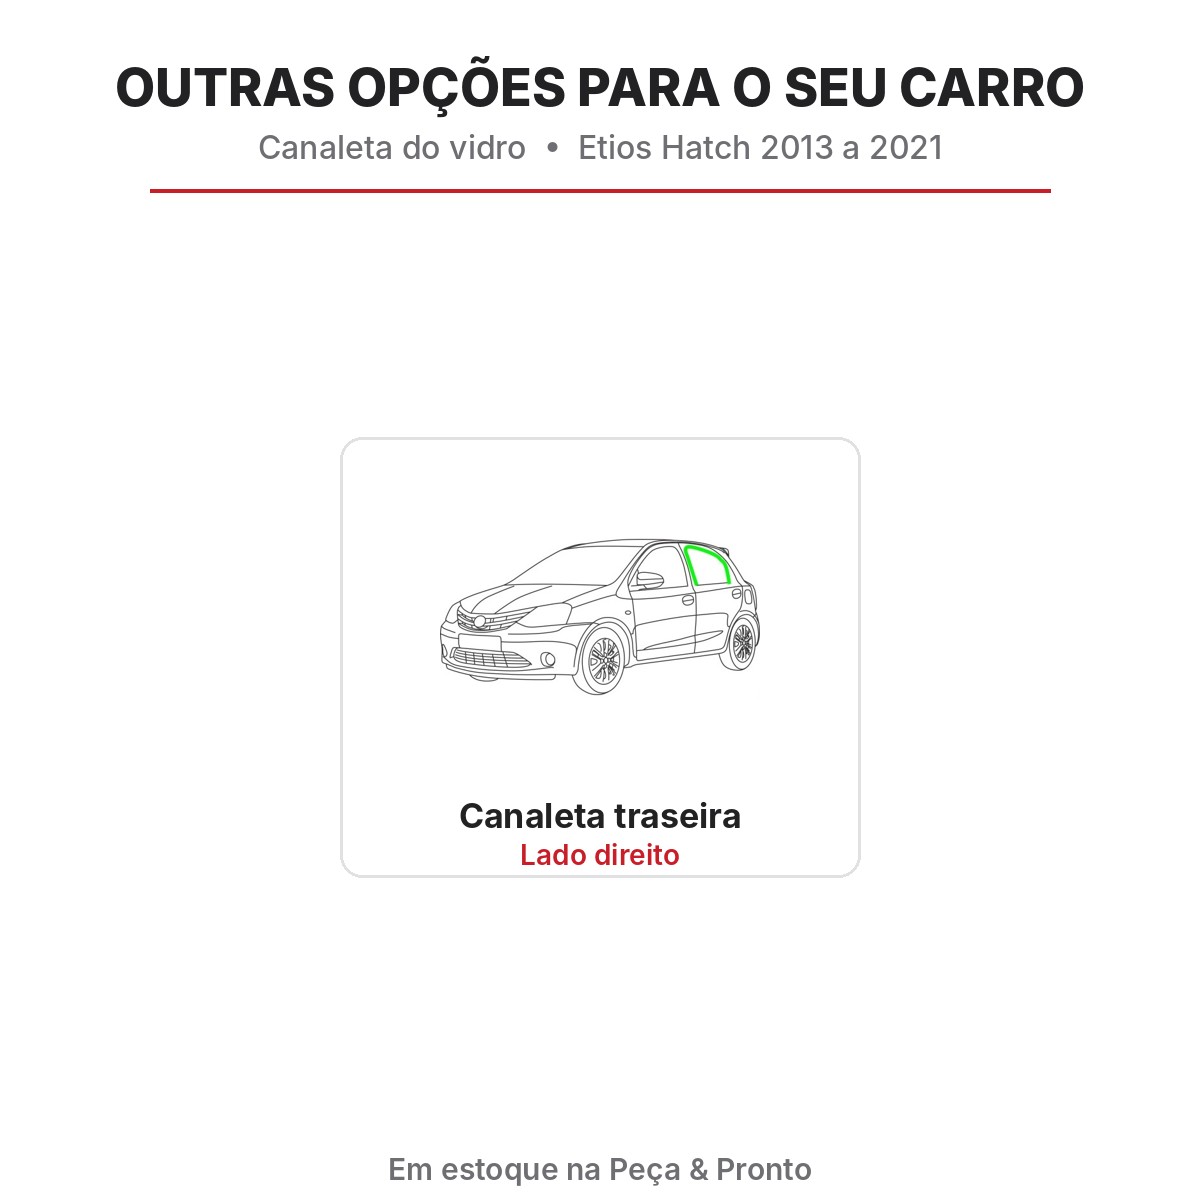 OUTRAS OPÇÕES PARA O SEU CARRO
Canaleta do vidro • Etios Hatch 2013 a 2021
Canaleta traseira
Lado direito
Em estoque na Peça & Pronto